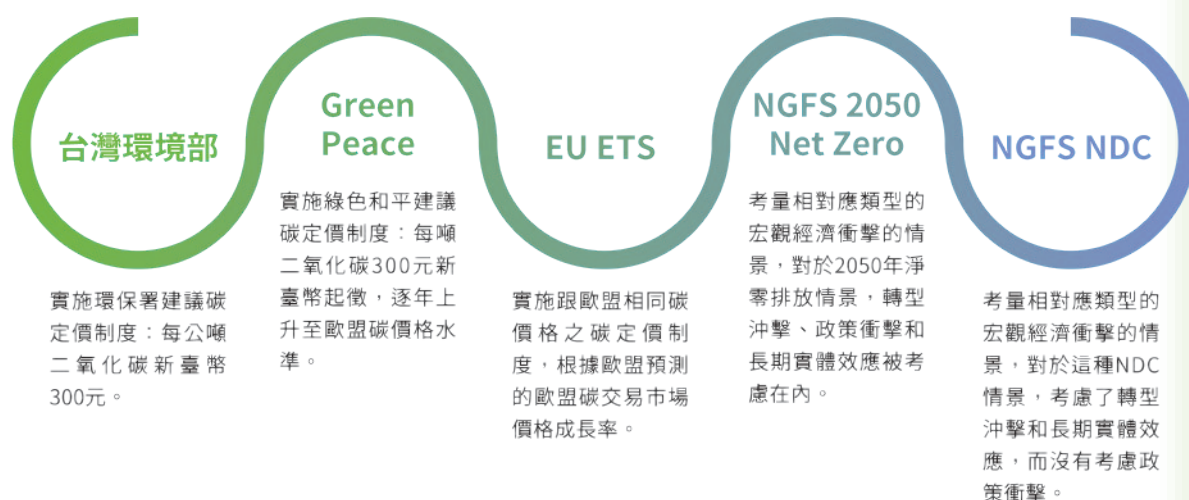 台灣環境部
實施環保署建議碳
定價制度：每公噸
二氧化碳新臺幣
300元。
Green
Peace
實施綠色和平建議
碳定價制度：每噸
二氧化碳300元新
臺幣起徵，逐年上
升至歐盟碳價格水
準。
EU ETS
實施跟歐盟相同碳
價格之碳定價制
度，根據歐盟預測
的歐盟碳交易市場
價格成長率。
NGFS 2050
Net Zero
考量相對應類型的
宏觀經濟衝擊的情
景，對於2050年淨
零排放情景，轉型
沖擊、政策衝擊和
長期實體效應被考
慮在內。
NGFS NDC
考量相對應類型的
宏觀經濟衝擊的情
景，對於這種NDC
情景，考慮了轉型
沖擊和長期實體效
應，而沒有考慮政
策衝擊。